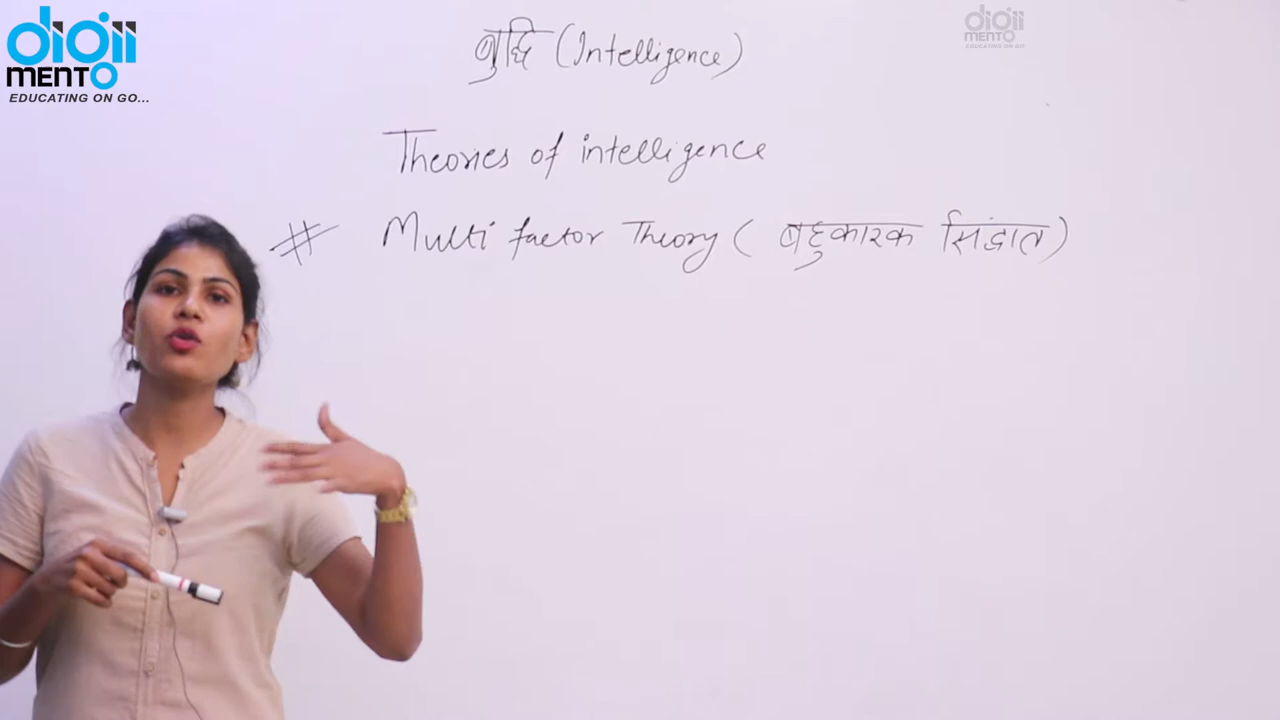 digii
MENTO
EDUCATING ON GO...
digii
MENTO
EDUCATING ON GO
बुद्धि (Intelligence)
Theories of intelligence
# Multi factor Theory ( बहुकारक सिंद्धात )